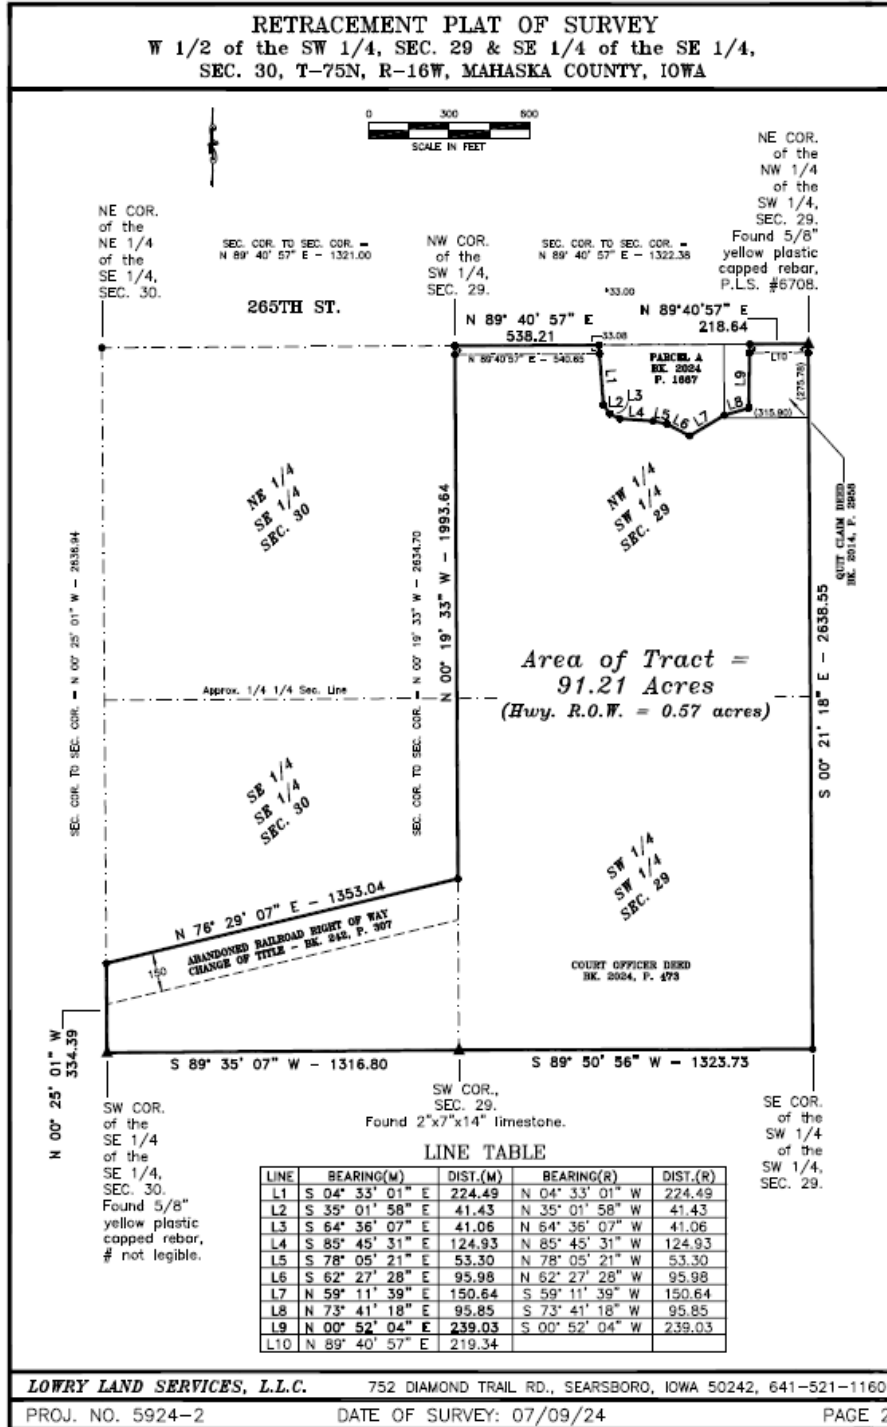 RETRACEMENT PLAT OF SURVEY
W 1/2 of the SW 1/4, SEC. 29 & SE 1/4 of the SE 1/4,
SEC. 30, T-75N, R-16W, MAHASKA COUNTY, IOWA
0 300 600
SCALE IN FEET
NE COR.
of the
NW 1/4
of the
SW 1/4,
SEC. 29.
Found 5/8"
yellow plastic
capped rebar,
P.L.S. #6708.
NE COR.
of the
NE 1/4
of the
SE 1/4,
SEC. 30.
SEC. COR. TO SEC. COR. =
N 89° 40' 57" E - 1321.00
NW COR.
of the
SW 1/4,
SEC. 29.
SEC. COR. TO SEC. COR. =
N 89° 40' 57" E - 1322.38
265TH ST.
33.00
N 89° 40' 57" E
538.21
N 89°40'57" E
218.64
33.08
N 89°40'57" E - 540.65
PARCEL A
BK. 2024
P. 1667
L1
L2
L3
L4
L5
L6
L7
L8
L9
L10
(315.90)
(275.78)
QUIT CLAIM DEED
BK. 2014, P. 2958
NE 1/4
SE 1/4
SEC. 30
NW 1/4
SW 1/4
SEC. 29
SEC. COR. TO SEC. COR. = N 00° 25' 01" W - 2636.94
SEC. COR. TO SEC. COR. = N 00° 19' 33" W - 2634.70
N 00° 19' 33" W - 1993.64
S 00° 21' 18" E - 2638.55
Area of Tract =
91.21 Acres
(Hwy. R.O.W. = 0.57 acres)
Approx. 1/4 1/4 Sec. Line
SE 1/4
SE 1/4
SEC. 30
SW 1/4
SW 1/4
SEC. 29
N 76° 29' 07" E - 1353.04
ABANDONED RAILROAD RIGHT OF WAY
CHANGE OF TITLE - BK. 242, P. 307
150
COURT OFFICER DEED
BK. 2024, P. 473
N 00° 25' 01" W
334.39
S 89° 35' 07" W - 1316.80
S 89° 50' 56" W - 1323.73
SW COR.
of the
SE 1/4
of the
SE 1/4,
SEC. 30.
Found 5/8"
yellow plastic
capped rebar,
# not legible.
SW COR.,
SEC. 29.
Found 2"x7"x14" limestone.
SE COR.
of the
SW 1/4
of the
SW 1/4,
SEC. 29.
LINE TABLE
LINE BEARING(M) DIST.(M) BEARING(R) DIST.(R)
L1 S 04° 33' 01" E 224.49 N 04° 33' 01" W 224.49
L2 S 35° 01' 58" E 41.43 N 35° 01' 58" W 41.43
L3 S 64° 36' 07" E 41.06 N 64° 36' 07" W 41.06
L4 S 85° 45' 31" E 124.93 N 85° 45' 31" W 124.93
L5 S 78° 05' 21" E 53.30 N 78° 05' 21" W 53.30
L6 S 62° 27' 28" E 95.98 N 62° 27' 28" W 95.98
L7 N 59° 11' 39" E 150.64 S 59° 11' 39" W 150.64
L8 N 73° 41' 18" E 95.85 S 73° 41' 18" W 95.85
L9 N 00° 52' 04" E 239.03 S 00° 52' 04" W 239.03
L10 N 89° 40' 57" E 219.34
LOWRY LAND SERVICES, L.L.C. 752 DIAMOND TRAIL RD., SEARSBORO, IOWA 50242, 641-521-1160
PROJ. NO. 5924-2 DATE OF SURVEY: 07/09/24 PAGE 2